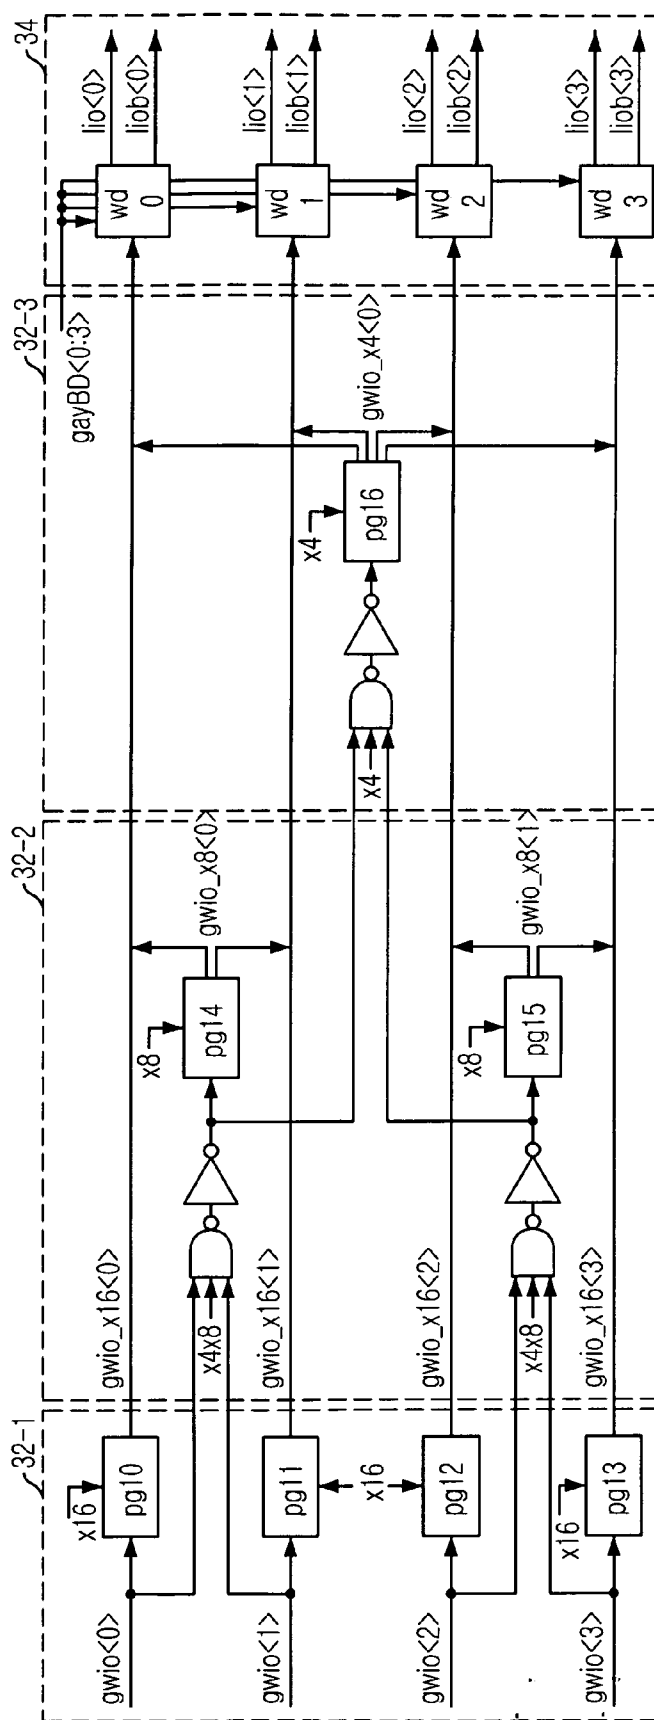 32-1
32-2
32-3
34
gwio<0>
x16
pg10
gwio_x16<0>
gwio<1>
pg11
gwio_x16<1>
x4x8
x8
pg14
gwio_x8<0>
x16
gwio<2>
pg12
gwio_x16<2>
gwio<3>
x16
pg13
gwio_x16<3>
x4x8
x8
pg15
gwio_x8<1>
x4
x4
pg16
gwio_x4<0>
gayBD<0:3>
wd
0
lio<0>
liob<0>
wd
1
lio<1>
liob<1>
wd
2
lio<2>
liob<2>
wd
3
lio<3>
liob<3>